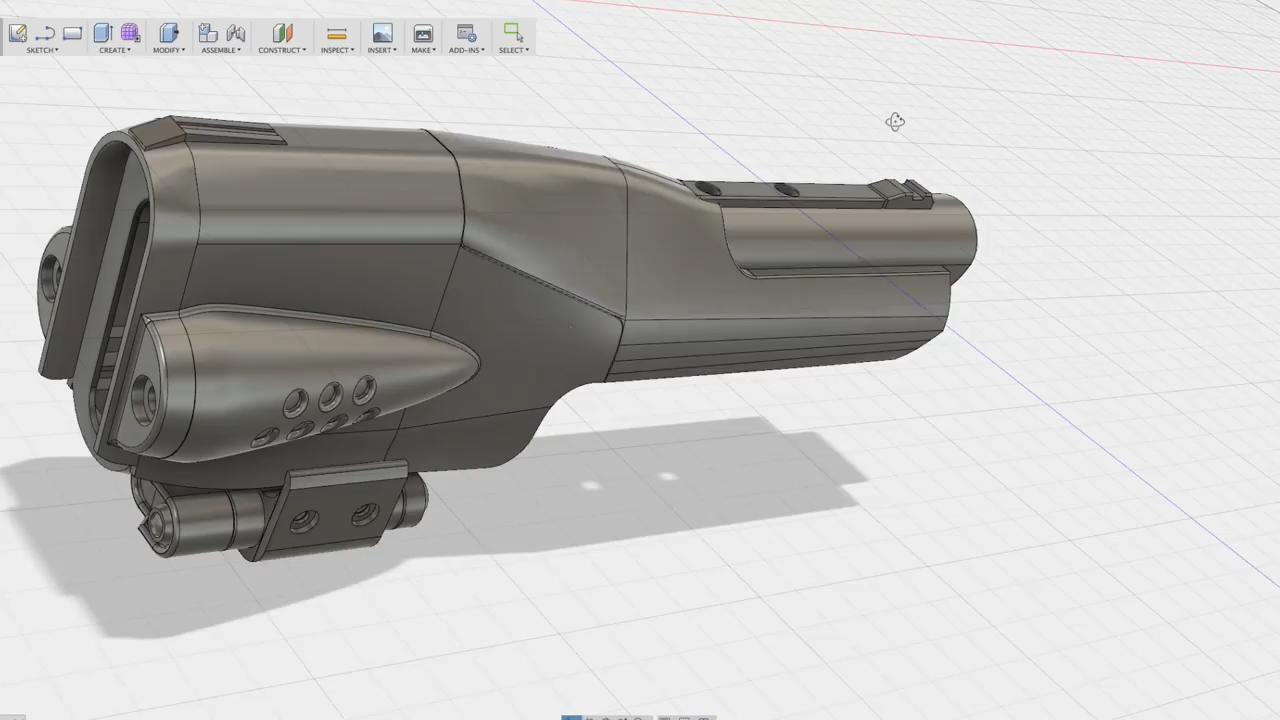 SKETCH▾ CREATE▾ MODIFY▾ ASSEMBLE▾ CONSTRUCT▾ INSPECT▾ INSERT▾ MAKE▾ ADD-INS▾ SELECT▾